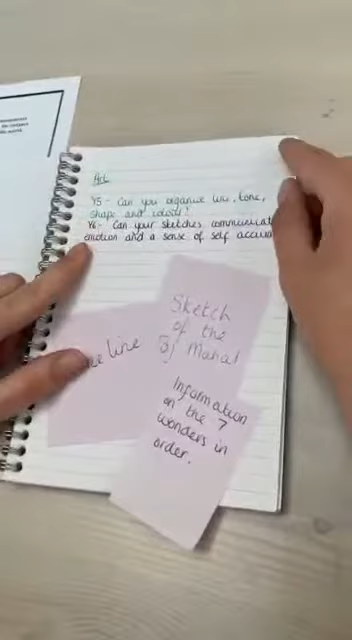 Art
Y5 - Can you organise line, tone,
shape and colour?
Y6 - Can your sketches communicate
emotion and a sense of self
line
Sketch
of the
Taj Mahal
Information
on the 7
wonders in
order.